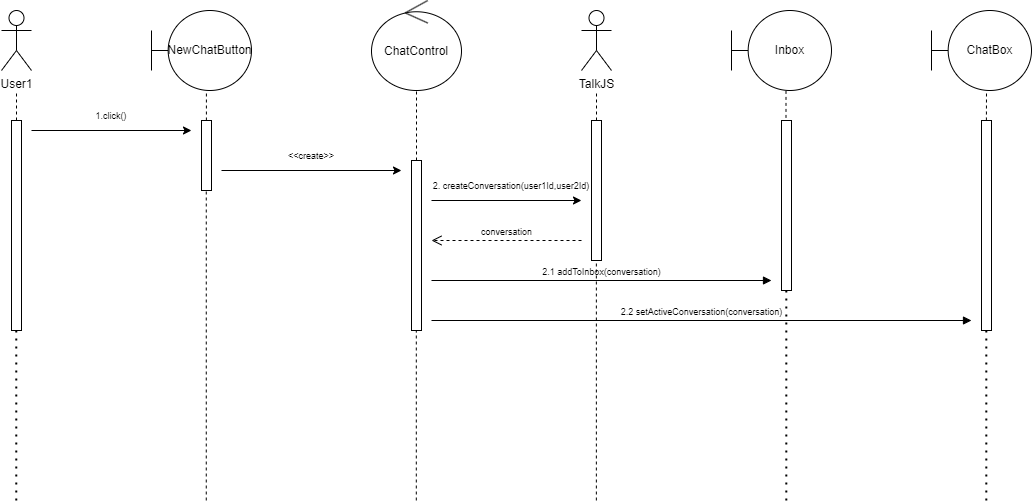 NewChatButton
ChatControl
Inbox
ChatBox
User1
TalkJS
1.click()
<<create>>
2. createConversation(user1Id,user2Id)
conversation
2.1 addToInbox(conversation)
2.2 setActiveConversation(conversation)